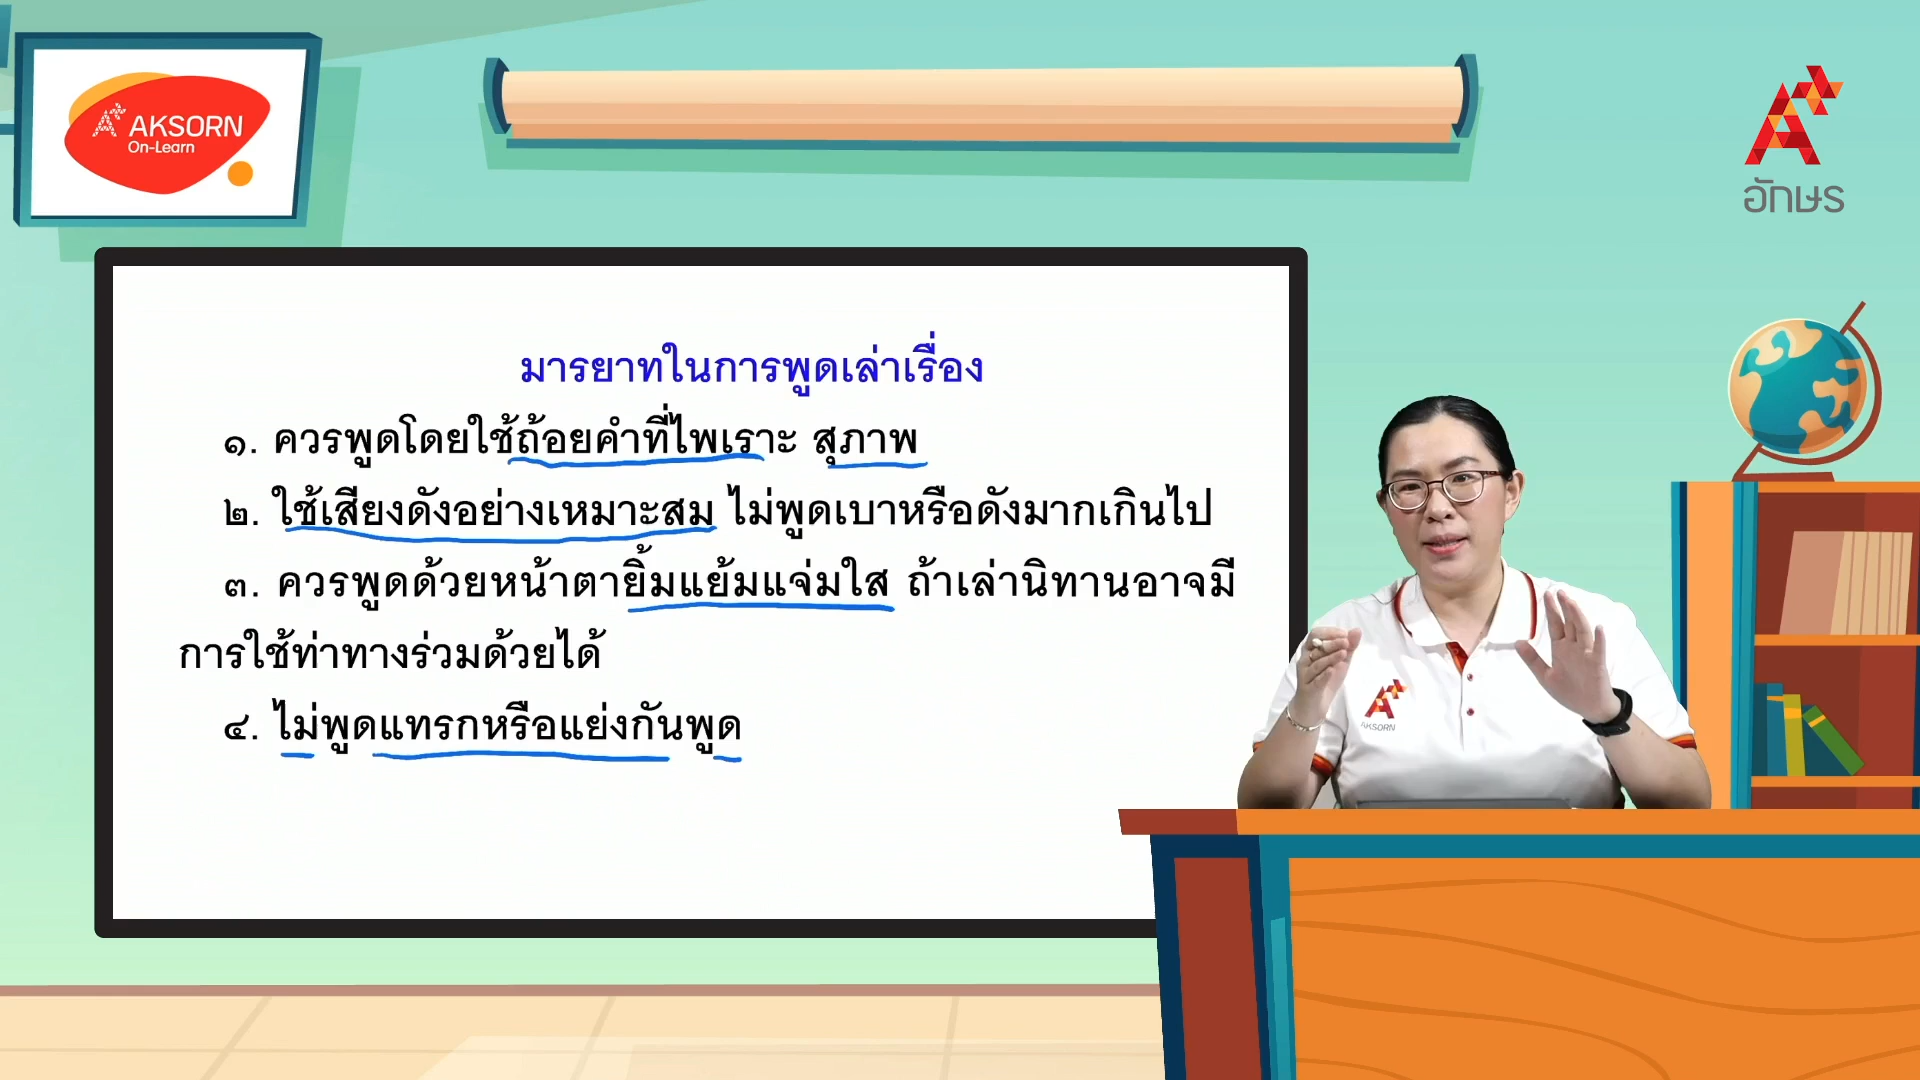 AKSORN
On-Learn
อักษร
มารยาทในการพูดเล่าเรื่อง
๑. ควรพูดโดยใช้ถ้อยคำที่ไพเราะ สุภาพ
๒. ใช้เสียงดังอย่างเหมาะสม ไม่พูดเบาหรือดังมากเกินไป
๓. ควรพูดด้วยหน้าตายิ้มแย้มแจ่มใส ถ้าเล่านิทานอาจมี
การใช้ท่าทางร่วมด้วยได้
๔. ไม่พูดแทรกหรือแย่งกันพูด
AKSORN